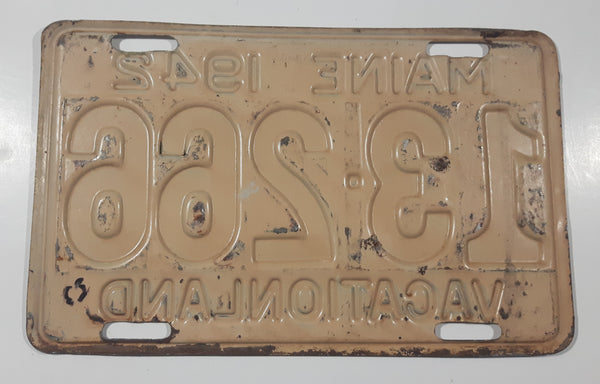 MAINE 1942
13·266
VACATIONLAND